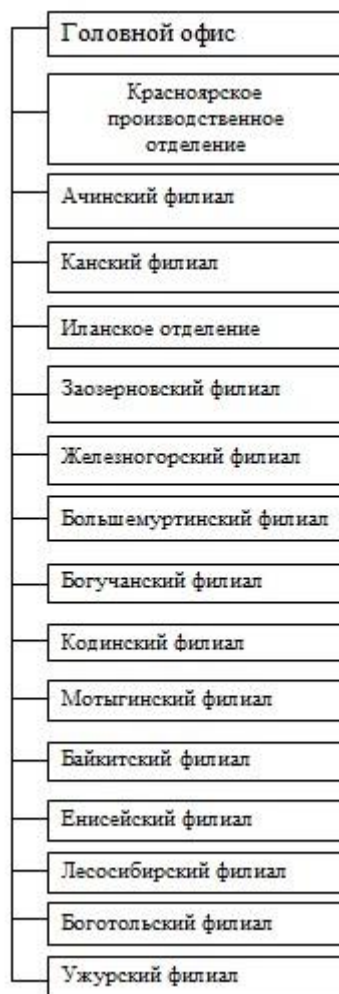 Головной офис
Красноярское
производственное
отделение
Ачинский филиал
Канский филиал
Иланское отделение
Заозерновский филиал
Железногорский филиал
Большемуртинский филиал
Богучанский филиал
Кодинский филиал
Мотыгинский филиал
Байкитский филиал
Енисейский филиал
Лесосибирский филиал
Боготольский филиал
Ужурский филиал